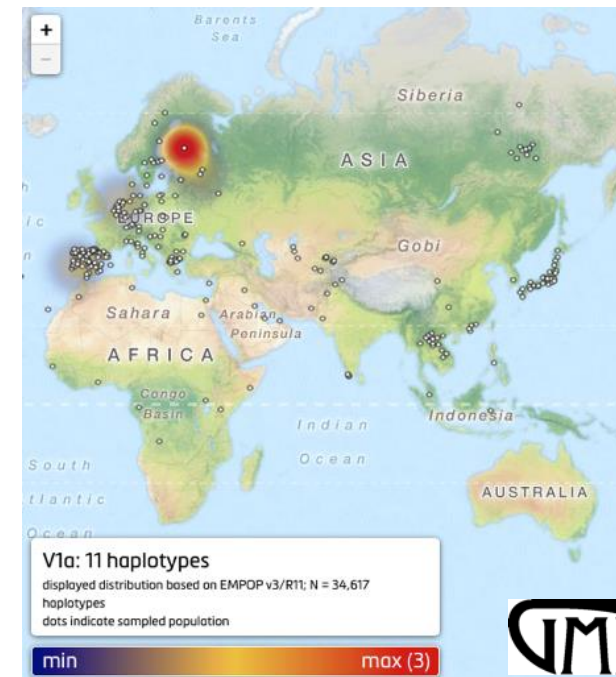 +
Barents
Sea
−
Siberia
ASIA
EUROPE
Gobi
Sahara
Arabian
Peninsula
AFRICA
Congo
Basin
Indian
Indonesia
Ocean
South
Atlantic
AUSTRALIA
Ocean
V1a: 11 haplotypes
displayed distribution based on EMPOP v3/R11; N = 34,617
haplotypes
dots indicate sampled population
min max (3)